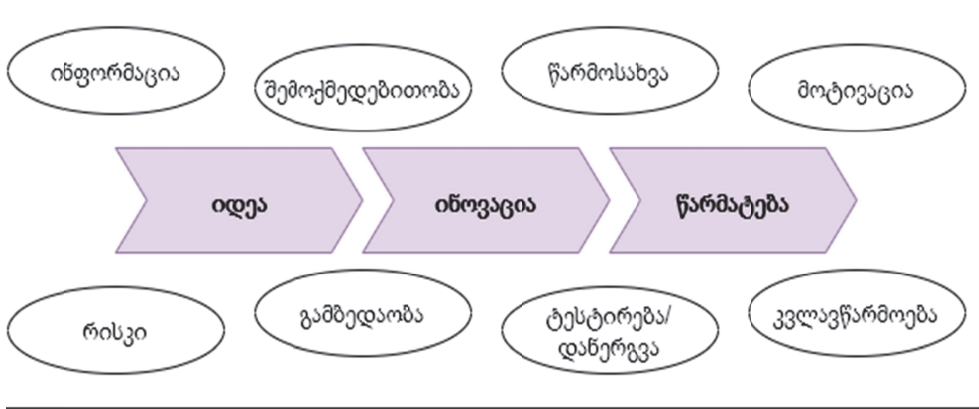 ინფორმაცია
შემოქმედებითობა
წარმოსახვა
მოტივაცია
იდეა
ინოვაცია
წარმატება
რისკი
გამბედაობა
ტესტირება/
დანერგვა
კვლავწარმოება